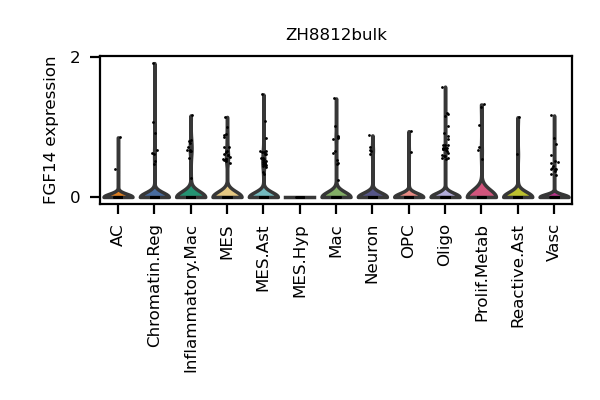 ZH8812bulk
FGF14 expression
2
0
AC
Chromatin.Reg
Inflammatory.Mac
MES
MES.Ast
MES.Hyp
Mac
Neuron
OPC
Oligo
Prolif.Metab
Reactive.Ast
Vasc